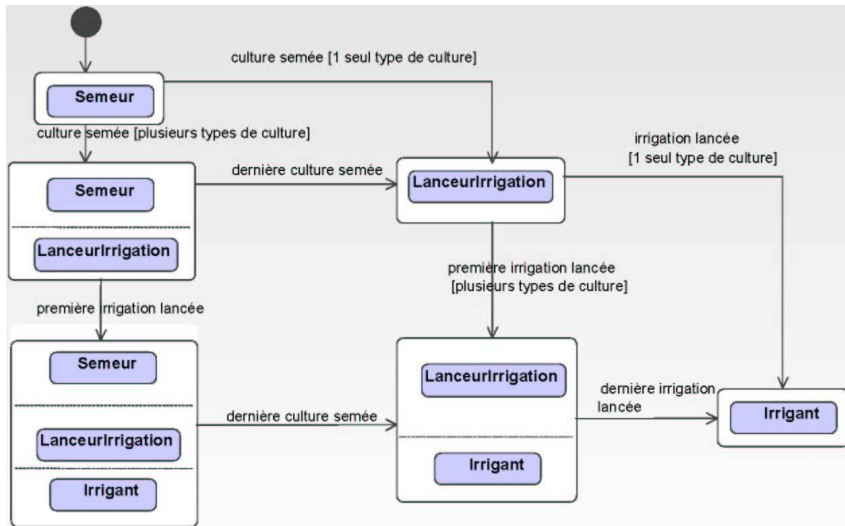 culture semée [1 seul type de culture]
Semeur
culture semée [plusieurs types de culture]
irrigation lancée
[1 seul type de culture]
dernière culture semée
Semeur
LanceurIrrigation
LanceurIrrigation
première irrigation lancée
[plusieurs types de culture]
première irrigation lancée
Semeur
LanceurIrrigation
dernière irrigation
lancée
dernière culture semée
Irrigant
LanceurIrrigation
Irrigant
Irrigant